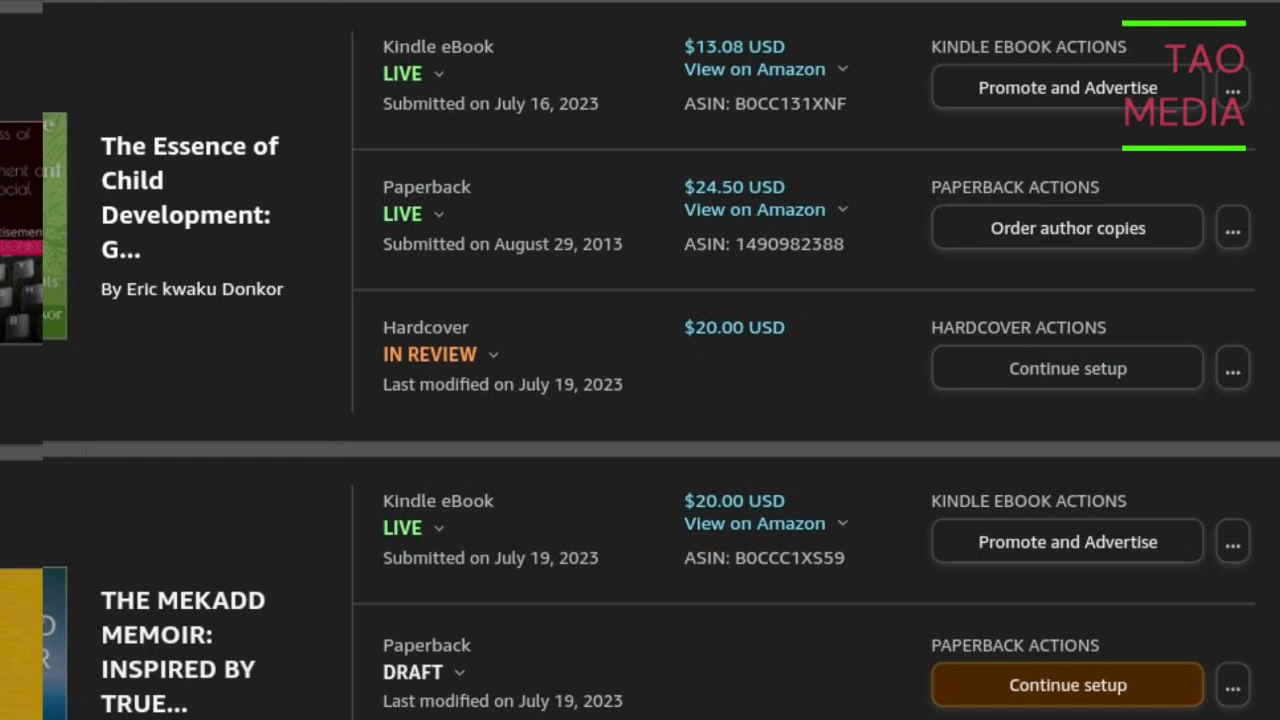 Kindle eBook
LIVE
Submitted on July 16, 2023
$13.08 USD
View on Amazon
ASIN: B0CC131XNF
KINDLE EBOOK ACTIONS
Promote and Advertise
...
TAO
MEDIA
The Essence of
Child
Development:
G...
By Eric kwaku Donkor
Paperback
LIVE
Submitted on August 29, 2013
$24.50 USD
View on Amazon
ASIN: 1490982388
PAPERBACK ACTIONS
Order author copies
...
Hardcover
IN REVIEW
Last modified on July 19, 2023
$20.00 USD
HARDCOVER ACTIONS
Continue setup
...
THE MEKADD
MEMOIR:
INSPIRED BY
TRUE...
Kindle eBook
LIVE
Submitted on July 19, 2023
$20.00 USD
View on Amazon
ASIN: B0CCC1XS59
KINDLE EBOOK ACTIONS
Promote and Advertise
...
Paperback
DRAFT
Last modified on July 19, 2023
PAPERBACK ACTIONS
Continue setup
...